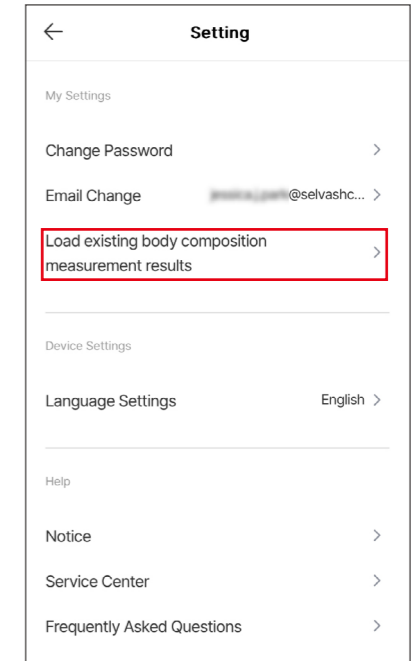 Setting
My Settings
Change Password
Email Change @selvashc...
Load existing body composition
measurement results
Device Settings
Language Settings English
Help
Notice
Service Center
Frequently Asked Questions